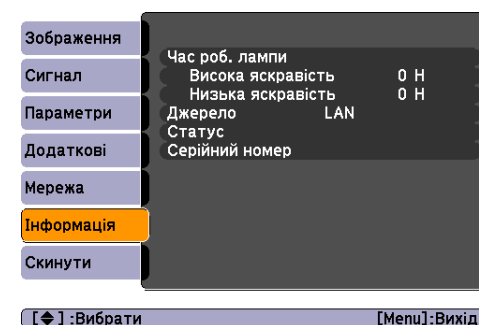 Зображення
Сигнал
Параметри
Додаткові
Мережа
Інформація
Скинути
Час роб. лампи
Висока яскравість 0 H
Низька яскравість 0 H
Джерело LAN
Статус
Серійний номер
[◆] :Вибрати [Menu]:Вихід